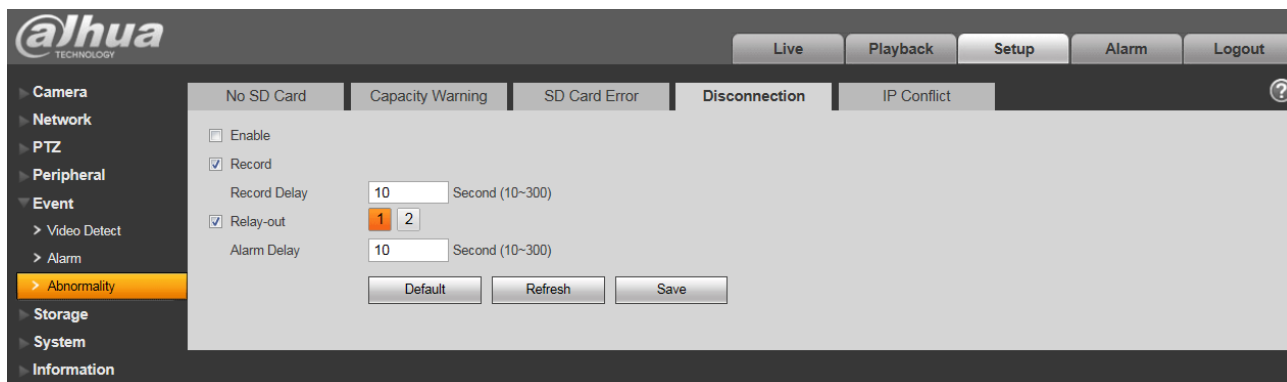 alhua
TECHNOLOGY
Live Playback Setup Alarm Logout
Camera
Network
PTZ
Peripheral
Event
> Video Detect
> Alarm
> Abnormality
Storage
System
Information
No SD Card Capacity Warning SD Card Error Disconnection IP Conflict
?
Enable
Record
Record Delay 10 Second (10~300)
Relay-out 1 2
Alarm Delay 10 Second (10~300)
Default Refresh Save